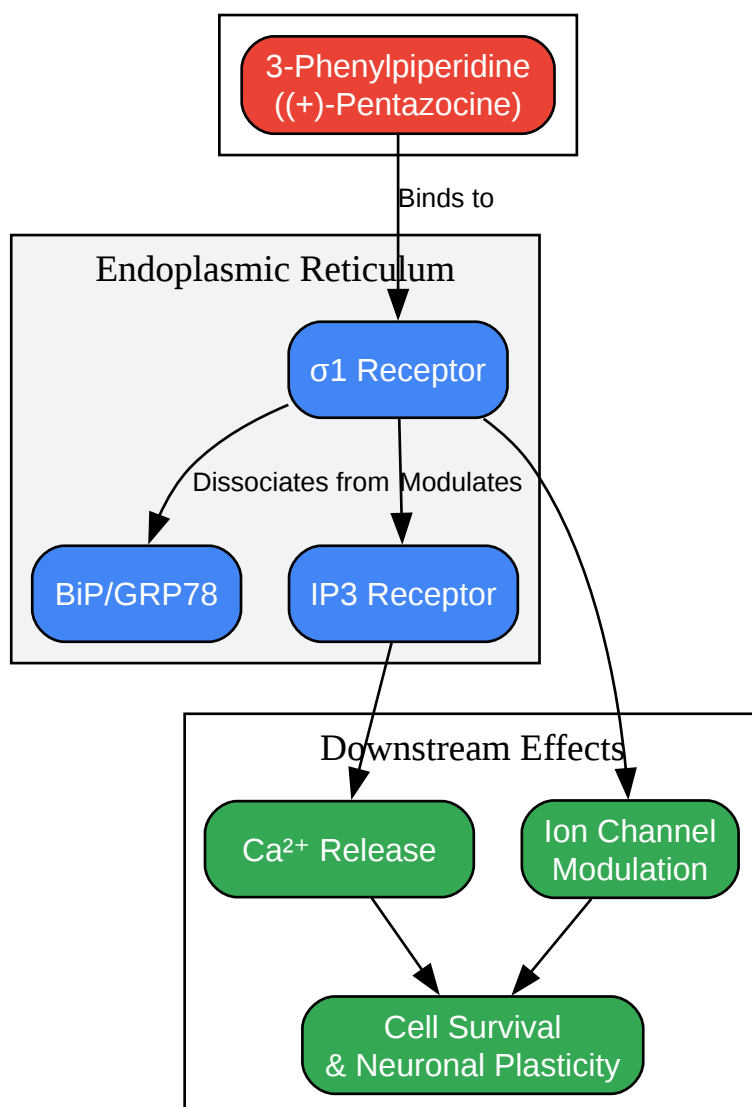 3-Phenylpiperidine
((+)-Pentazocine)
Binds to
Endoplasmic Reticulum
σ1 Receptor
Dissociates from
Modulates
BiP/GRP78
IP3 Receptor
Downstream Effects
Ca²⁺ Release
Ion Channel
Modulation
Cell Survival
& Neuronal Plasticity